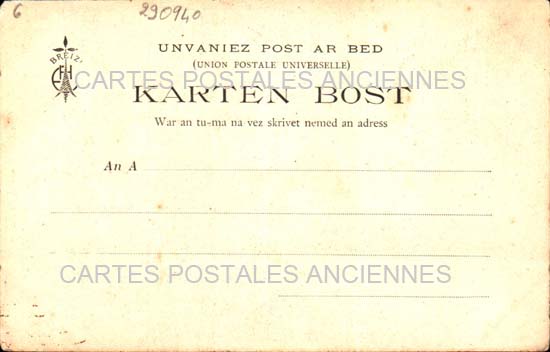 6
290940
UNVANIEZ POST AR BED
BREIZ
(UNION POSTALE UNIVERSELLE)
CARTES POSTALES ANCIENNES
KARTEN BOST
War an tu-ma na vez skrivet nemed an adress
An A
CARTES POSTALES ANCIENNES